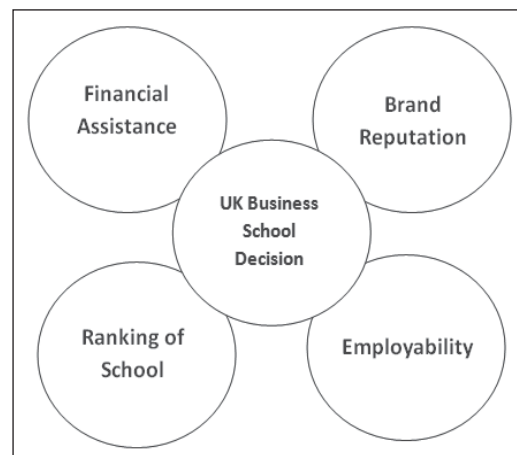 Financial
Assistance
Brand
Reputation
UK Business
School
Decision
Ranking of
School
Employability